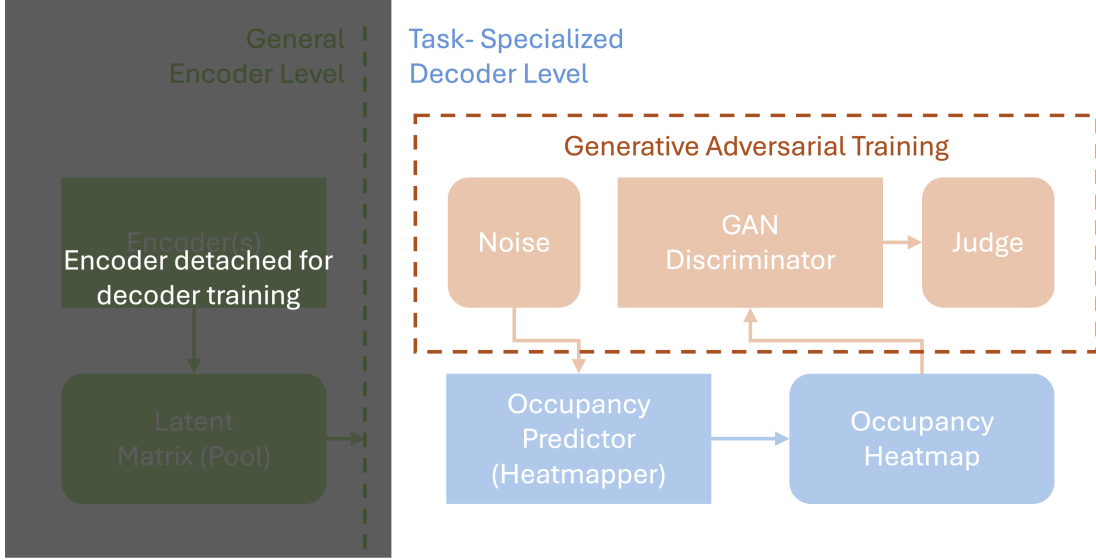 General
Encoder Level
Task- Specialized
Decoder Level
Generative Adversarial Training
Encoder(s)
Encoder detached for
decoder training
Noise
GAN
Discriminator
Judge
Latent
Matrix (Pool)
Occupancy
Predictor
(Heatmapper)
Occupancy
Heatmap